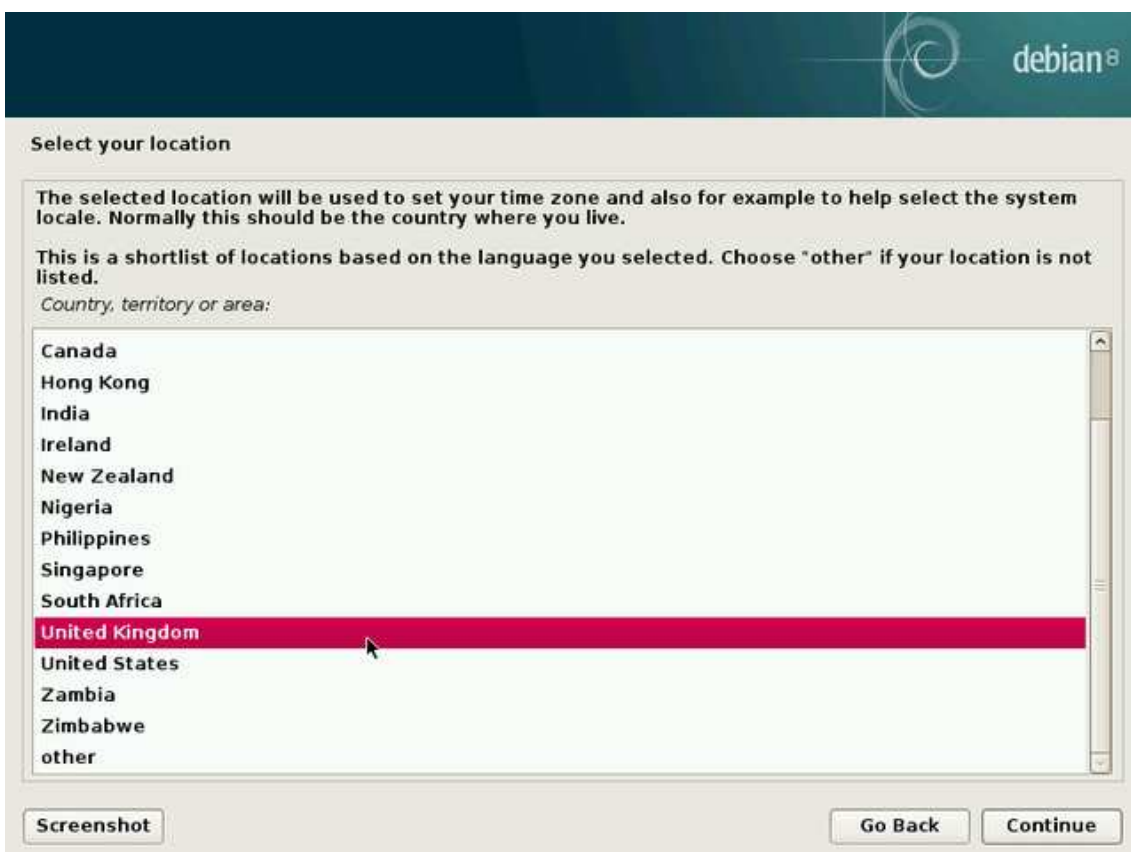 debian 8
Select your location
The selected location will be used to set your time zone and also for example to help select the system
locale. Normally this should be the country where you live.
This is a shortlist of locations based on the language you selected. Choose "other" if your location is not
listed.
Country, territory or area:
Canada
Hong Kong
India
Ireland
New Zealand
Nigeria
Philippines
Singapore
South Africa
United Kingdom
United States
Zambia
Zimbabwe
other
Screenshot
Go Back
Continue